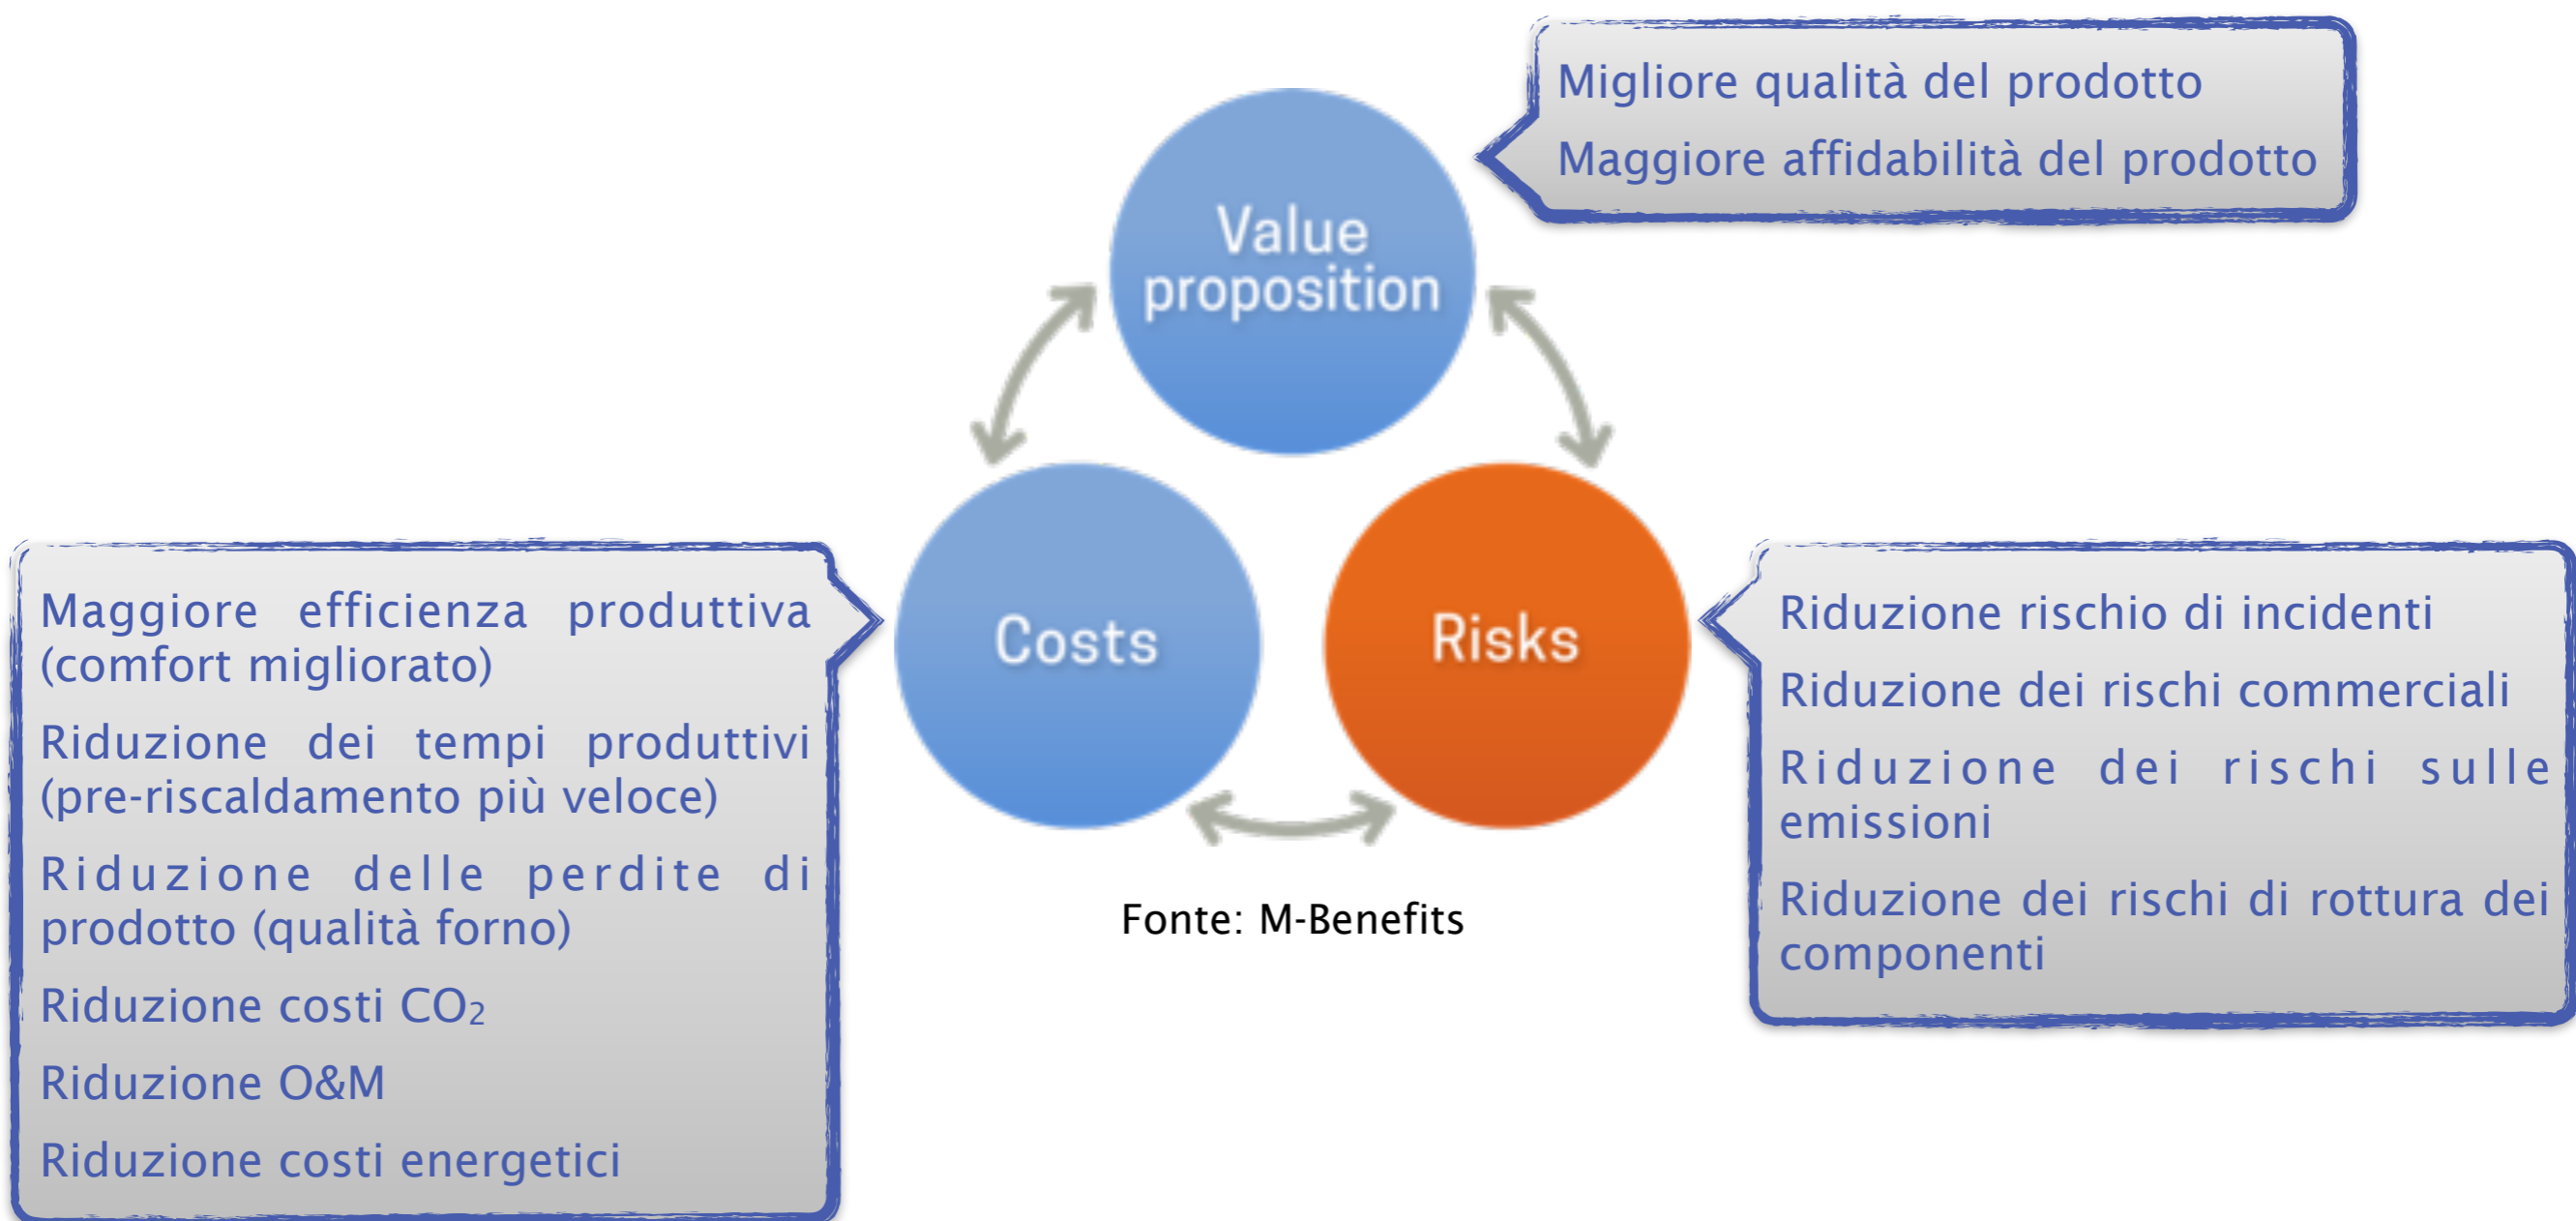 Migliore qualità del prodotto
Maggiore affidabilità del prodotto
Value
proposition
Costs
Risks
Maggiore efficienza produttiva
(comfort migliorato)
Riduzione dei tempi produttivi
(pre-riscaldamento più veloce)
Riduzione delle perdite di
prodotto (qualità forno)
Riduzione costi CO₂
Riduzione O&M
Riduzione costi energetici
Riduzione rischio di incidenti
Riduzione dei rischi commerciali
Riduzione dei rischi sulle
emissioni
Riduzione dei rischi di rottura dei
componenti
Fonte: M-Benefits